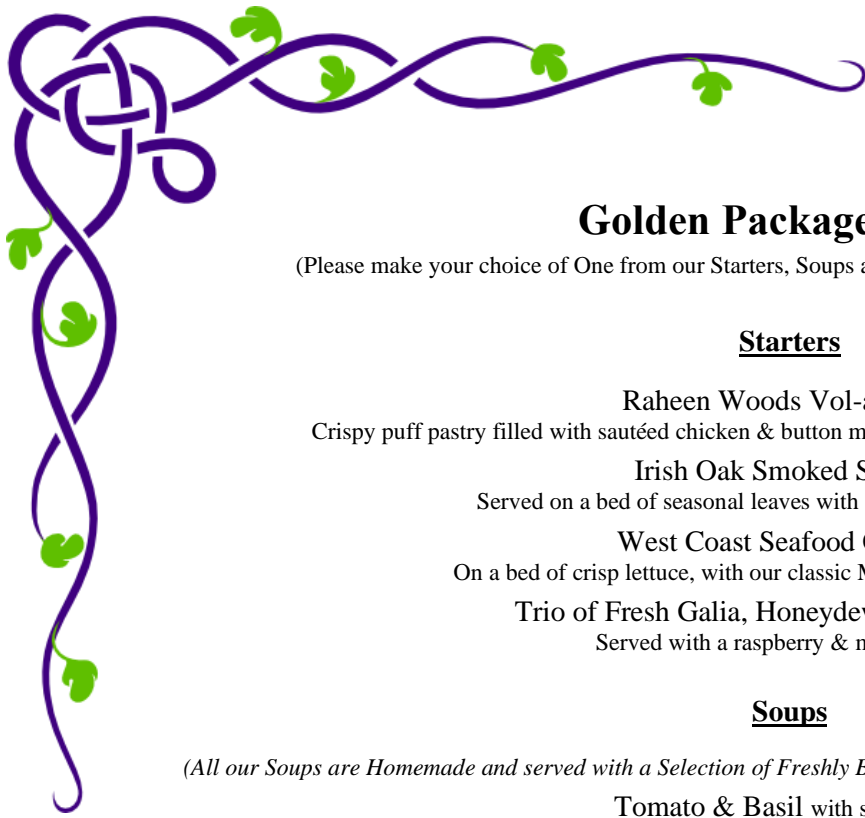 Golden Package
(Please make your choice of One from our Starters, Soups a
Starters
Raheen Woods Vol-a
Crispy puff pastry filled with sautéed chicken & button m
Irish Oak Smoked S
Served on a bed of seasonal leaves with
West Coast Seafood
On a bed of crisp lettuce, with our classic M
Trio of Fresh Galia, Honeydew
Served with a raspberry & m
Soups
(All our Soups are Homemade and served with a Selection of Freshly B
Tomato & Basil with s